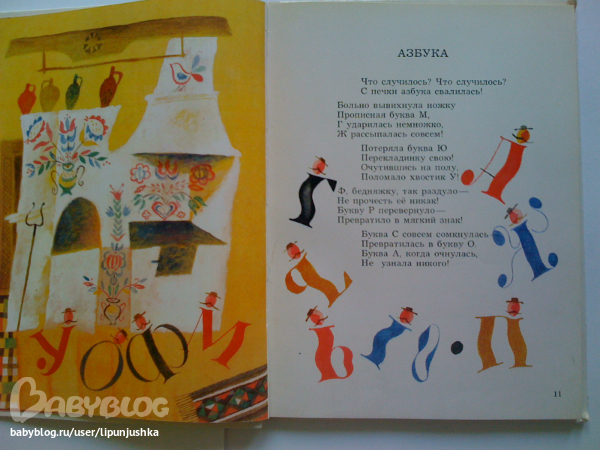 АЗБУКА
Что случилось? Что случилось?
С печки азбука свалилась!
Больно вывихнула ножку
Прописная буква М,
Г ударилась немножко,
Ж рассыпалась совсем!
Потеряла буква Ю
Перекладинку свою!
Очутившись на полу,
Поломало хвостик У!
Ф, бедняжку, так раздуло—
Не прочесть её никак!
Букву Р перевернуло—
Превратило в мягкий знак!
Буква С совсем сомкнулась—
Превратилась в букву О.
Буква А, когда очнулась,
Не узнала никого!
11
УОФИ
BABYBLOG
babyblog.ru/user/lipunjushka